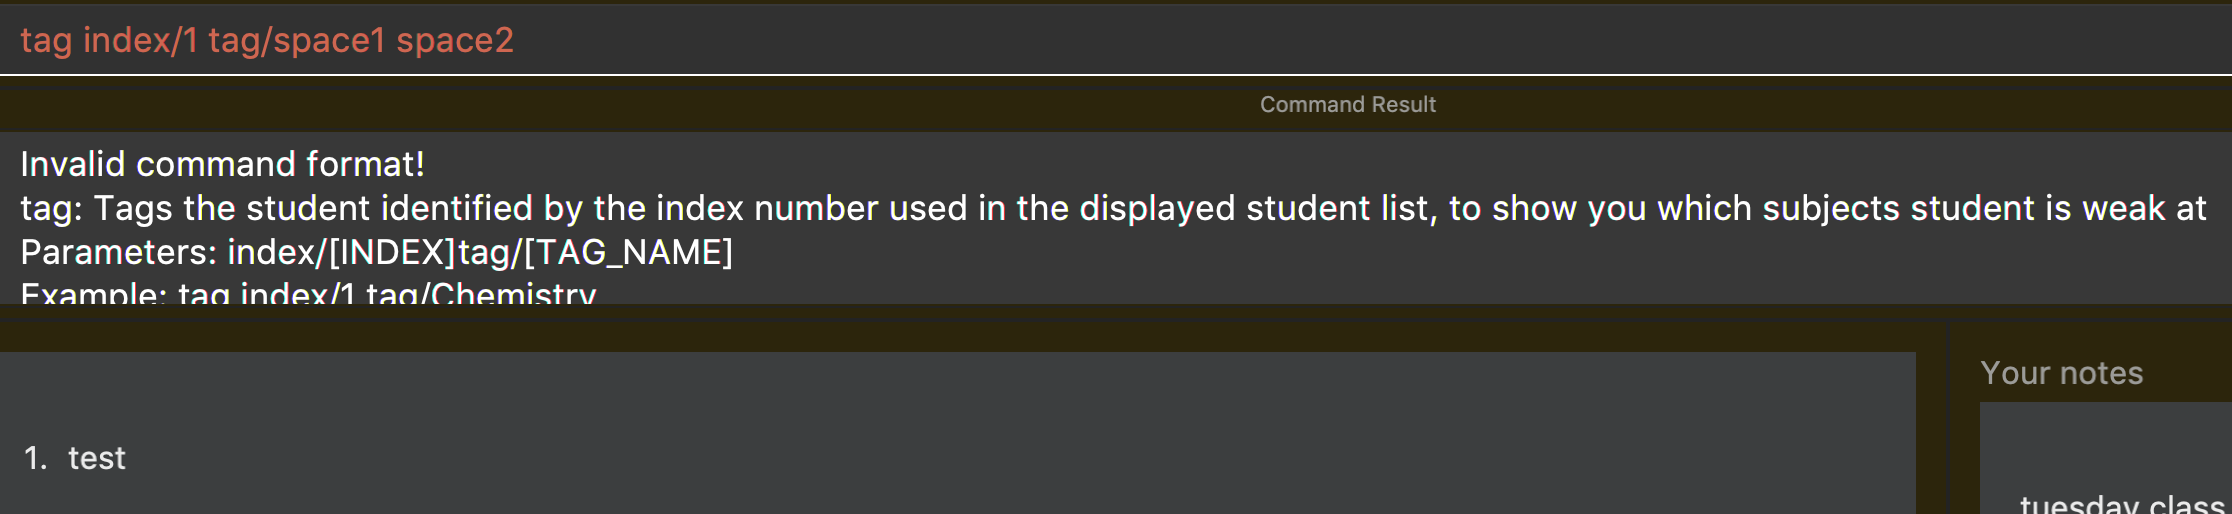 tag index/1 tag/space1 space2
Command Result
Invalid command format!
tag: Tags the student identified by the index number used in the displayed student list, to show you which subjects student is weak at
Parameters: index/[INDEX]tag/[TAG_NAME]
Example: tag index/1 tag/Chemistry
Your notes
1. test
tuesday class